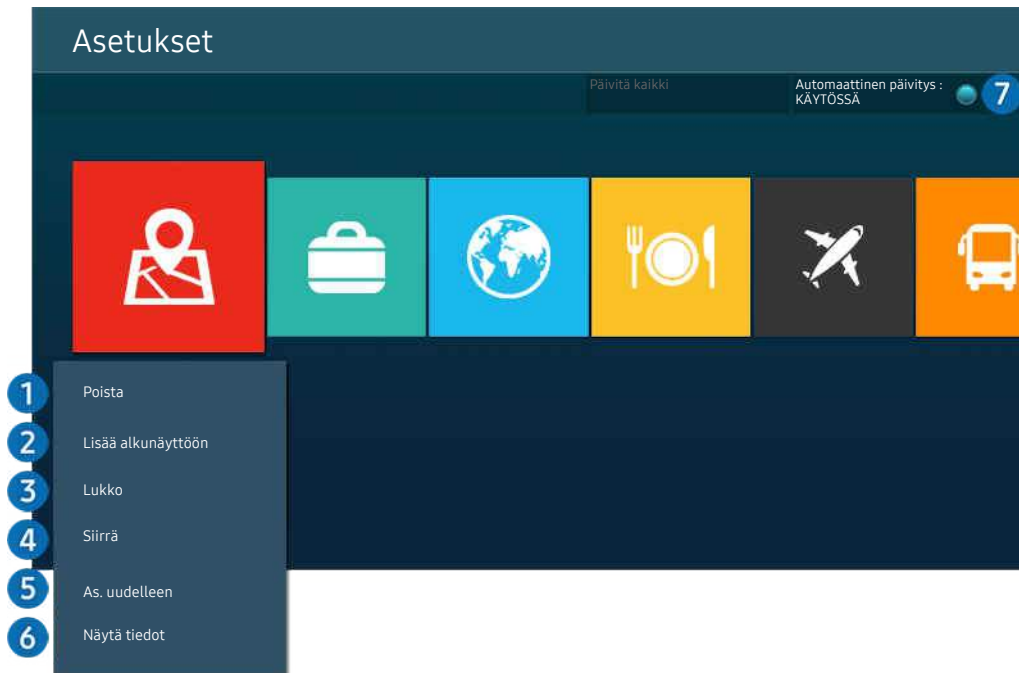 Asetukset
Päivitä kaikki
Automaattinen päivitys :
KÄYTÖSSÄ
7
1 Poista
2 Lisää alkunäyttöön
3 Lukko
4 Siirrä
5 As. uudelleen
6 Näytä tiedot